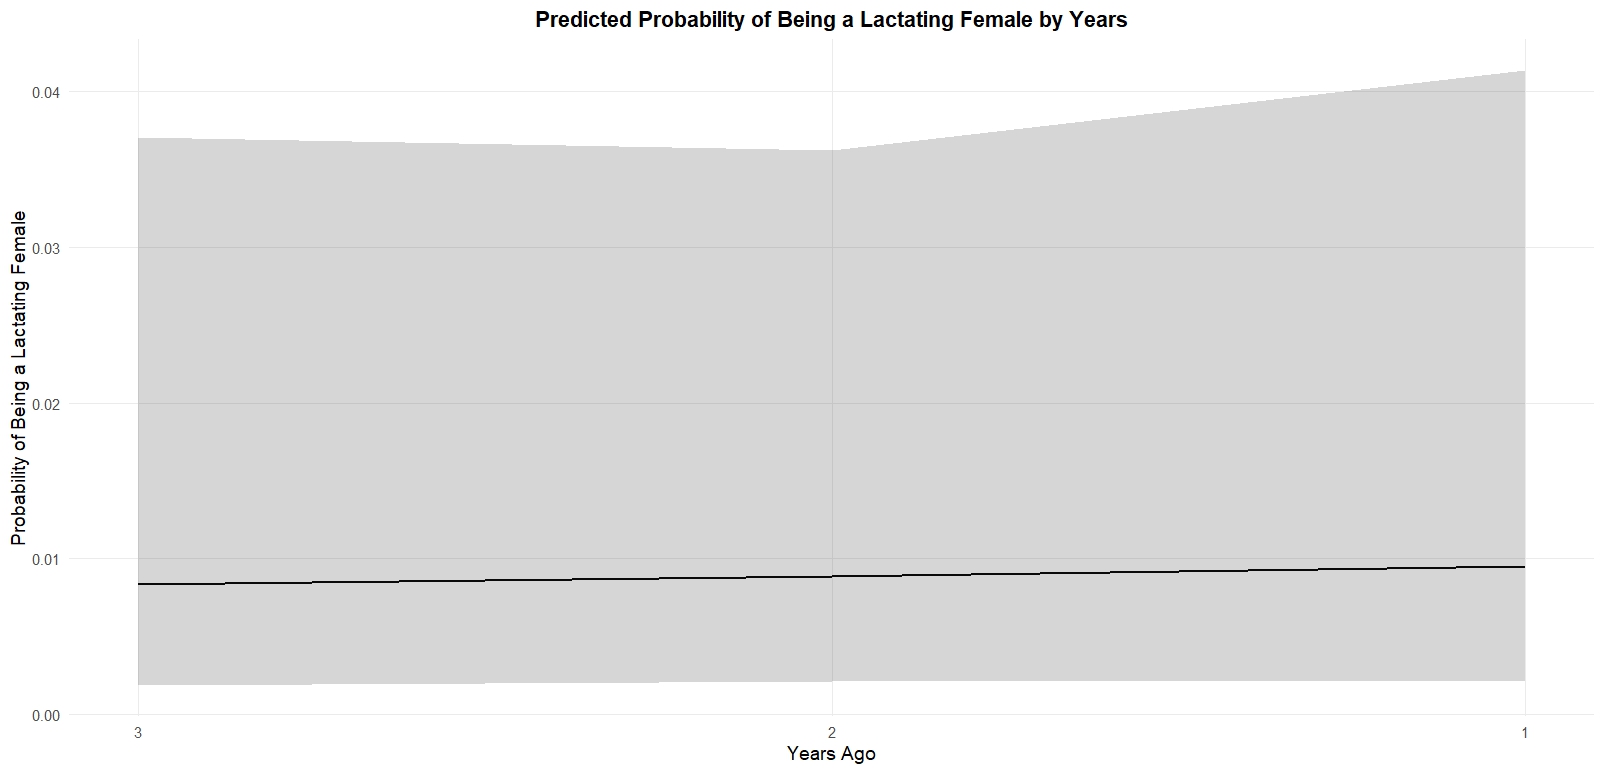 Predicted Probability of Being a Lactating Female by Years
Probability of Being a Lactating Female
0.04
0.03
0.02
0.01
0.00
3 2 1
Years Ago